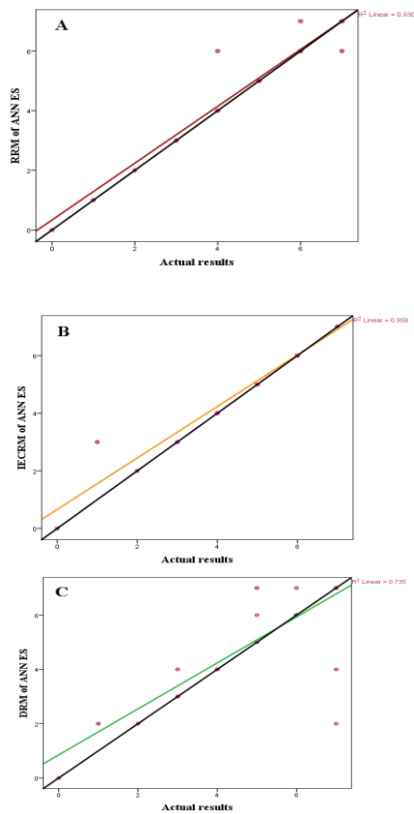 A
R² Linear = 0.930
RRM of ANN ES
6
4
2
0
0 2 4 6
Actual results
B
R² Linear = 0.958
IECRM of ANN ES
6
4
2
0
0 2 4 6
Actual results
C
R² Linear = 0.735
DRM of ANN ES
6
4
2
0
0 2 4 6
Actual results